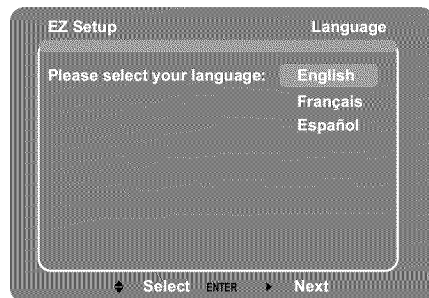 EZ Setup Language
Please select your language: English
Français
Español
Select ENTER Next